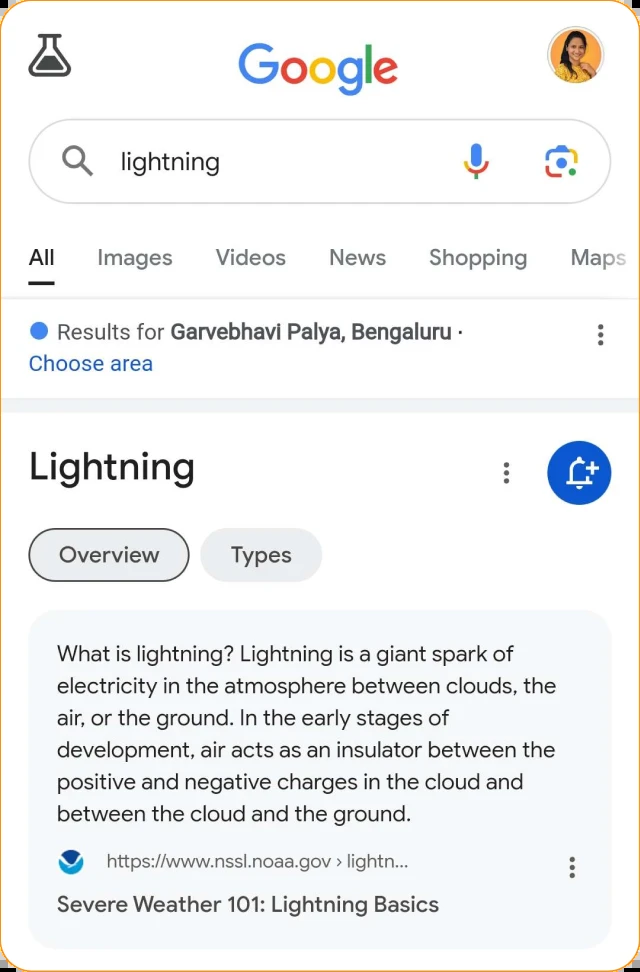 Google
lightning
All Images Videos News Shopping Maps
Results for Garvebhavi Palya, Bengaluru ·
Choose area
Lightning
Overview Types
What is lightning? Lightning is a giant spark of
electricity in the atmosphere between clouds, the
air, or the ground. In the early stages of
development, air acts as an insulator between the
positive and negative charges in the cloud and
between the cloud and the ground.
https://www.nssl.noaa.gov › lightn...
Severe Weather 101: Lightning Basics